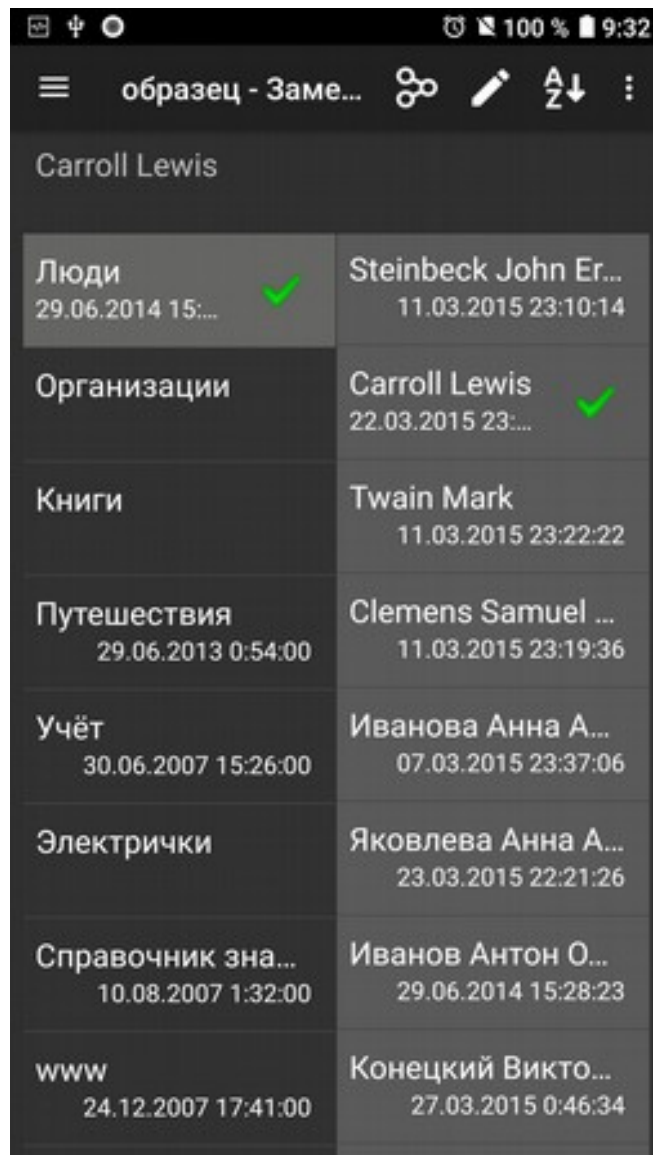 100 % 9:32
образец - Заме...
Carroll Lewis
Люди
29.06.2014 15:...
Организации
Книги
Путешествия
29.06.2013 0:54:00
Учёт
30.06.2007 15:26:00
Электрички
Справочник зна...
10.08.2007 1:32:00
www
24.12.2007 17:41:00
Steinbeck John Er...
11.03.2015 23:10:14
Carroll Lewis
22.03.2015 23:...
Twain Mark
11.03.2015 23:22:22
Clemens Samuel ...
11.03.2015 23:19:36
Иванова Анна А...
07.03.2015 23:37:06
Яковлева Анна А...
23.03.2015 22:21:26
Иванов Антон О...
29.06.2014 15:28:23
Конецкий Викто...
27.03.2015 0:46:34